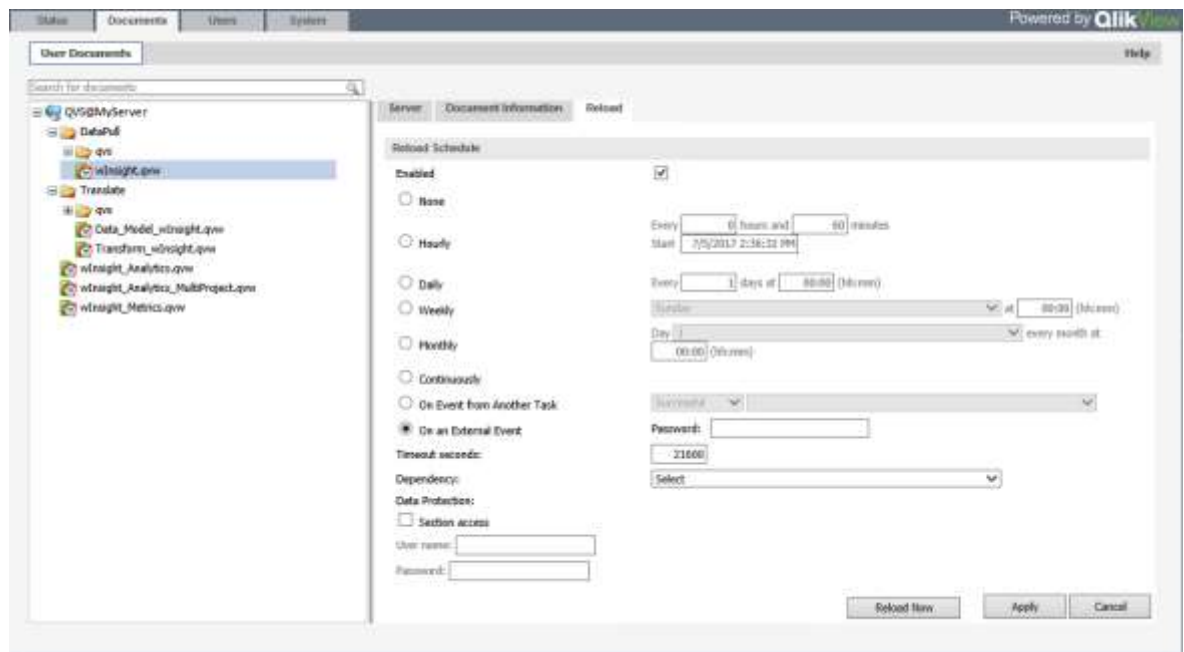 Status Documents Users System Powered by QlikView
User Documents Help
Search for documents
QVS@MyServer
DataPull
qvs
wInsight.qvw
Translate
qvs
Data_Model_wInsight.qvw
Transform_wInsight.qvw
wInsight_Analytics.qvw
wInsight_Analytics_MultiProject.qvw
wInsight_Metrics.qvw
Server Document Information Reload
Reload Schedule
Enabled
None
Hourly
Every 0 hours and 60 minutes
Start 7/5/2017 2:36:32 PM
Daily Every 1 days at 00:00 (hh:mm)
Weekly Sunday at 00:00 (hh:mm)
Monthly
Day 1 every month at
00:00 (hh:mm)
Continuously
On Event from Another Task Successful
On an External Event Password:
Timeout seconds: 21600
Dependency: Select
Data Protection:
Section access
User name:
Password:
Reload Now Apply Cancel